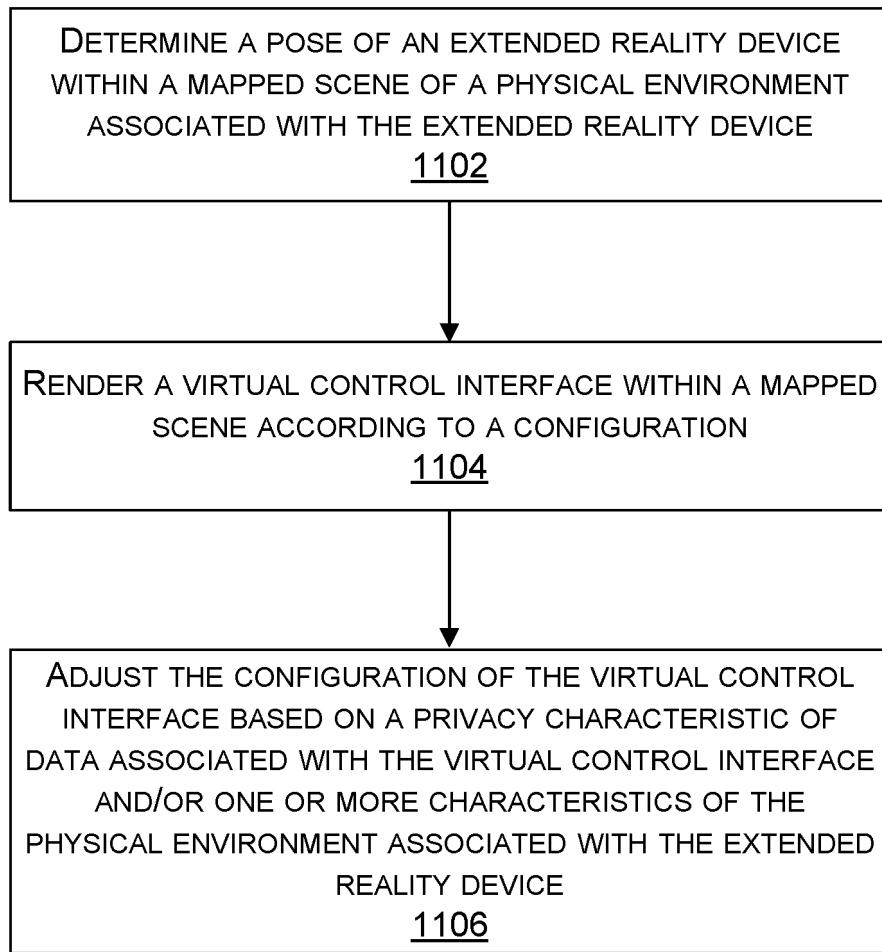 DETERMINE A POSE OF AN EXTENDED REALITY DEVICE
WITHIN A MAPPED SCENE OF A PHYSICAL ENVIRONMENT
ASSOCIATED WITH THE EXTENDED REALITY DEVICE
1102
RENDER A VIRTUAL CONTROL INTERFACE WITHIN A MAPPED
SCENE ACCORDING TO A CONFIGURATION
1104
ADJUST THE CONFIGURATION OF THE VIRTUAL CONTROL
INTERFACE BASED ON A PRIVACY CHARACTERISTIC OF
DATA ASSOCIATED WITH THE VIRTUAL CONTROL INTERFACE
AND/OR ONE OR MORE CHARACTERISTICS OF THE
PHYSICAL ENVIRONMENT ASSOCIATED WITH THE EXTENDED
REALITY DEVICE
1106